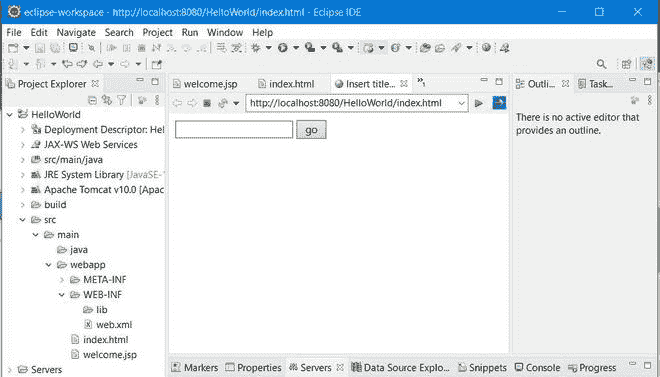 eclipse-workspace - http://localhost:8080/HelloWorld/index.html - Eclipse IDE
File Edit Navigate Search Project Run Window Help
Project Explorer
welcome.jsp index.html Insert title... »1
Outli... Task...
http://localhost:8080/HelloWorld/index.html
HelloWorld
Deployment Descriptor: Hel
JAX-WS Web Services
src/main/java
JRE System Library [JavaSE-1
Apache Tomcat v10.0 [Apac
build
src
main
java
webapp
META-INF
WEB-INF
lib
web.xml
index.html
welcome.jsp
Servers
go
There is no active editor that
provides an outline.
Markers Properties Servers Data Source Explo... Snippets Console Progress